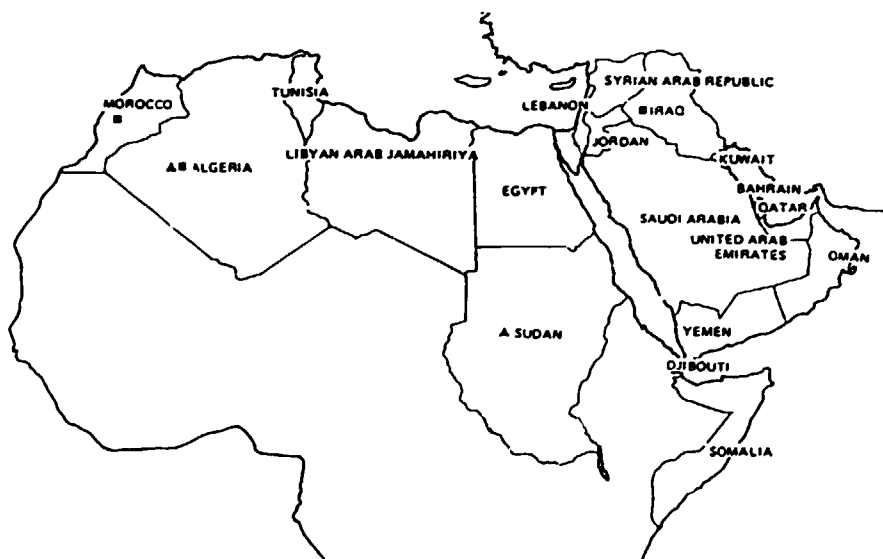 SYRIAN ARAB REPUBLIC
TUNISIA
MOROCCO
LEBANON
IRAQ
JORDAN
LIBYAN ARAB JAMAHIRIYA
KUWAIT
ALGERIA
BAHRAIN
EGYPT
QATAR
SAUDI ARABIA
UNITED ARAB
EMIRATES
OMAN
SUDAN
YEMEN
DJIBOUTI
SOMALIA